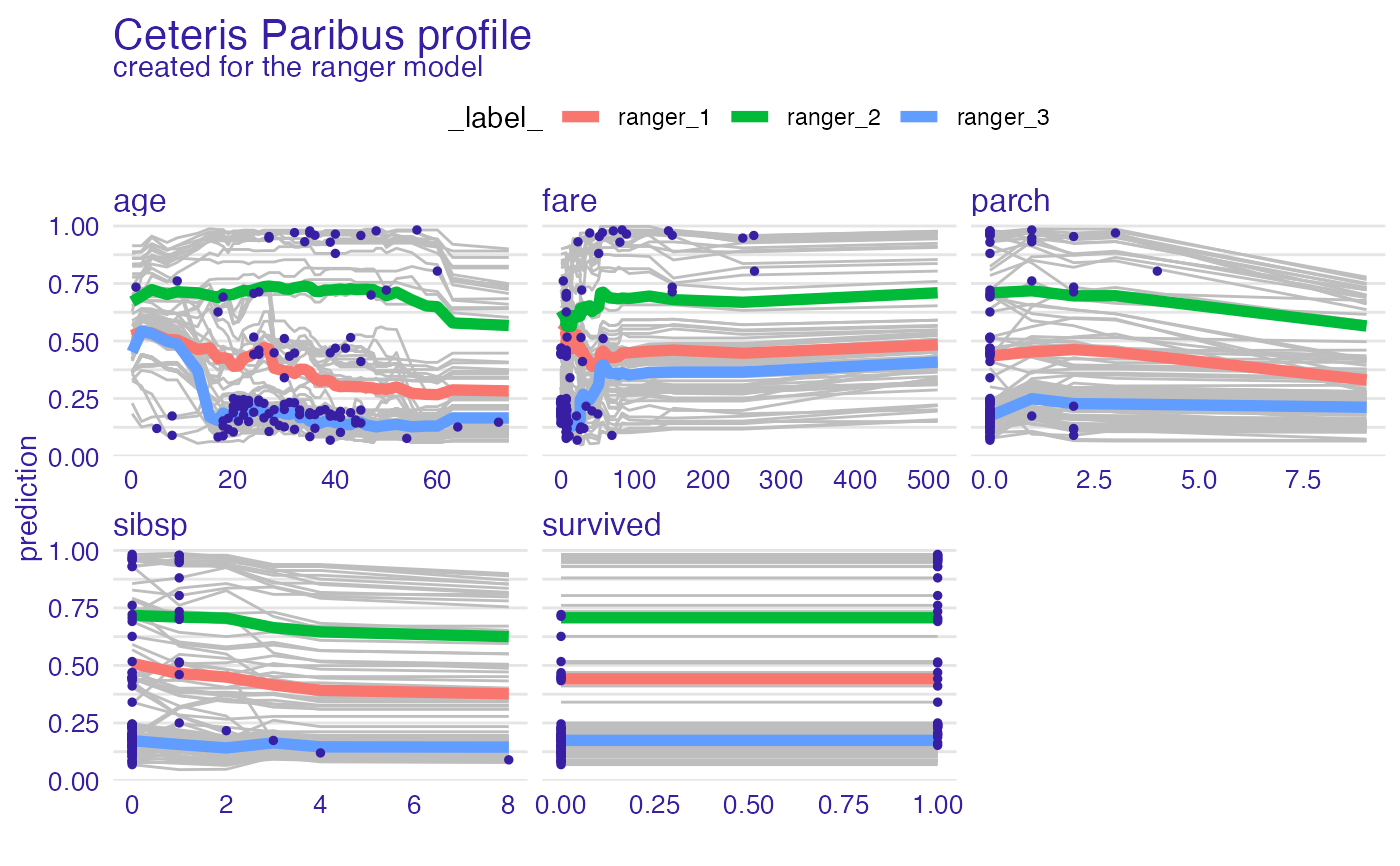 Ceteris Paribus profile
created for the ranger model
_label_ ranger_1 ranger_2 ranger_3
age fare parch
1.00
0.75
0.50
0.25
0.00
0 20 40 60 0 100 200 300 400 500 0.0 2.5 5.0 7.5
prediction
sibsp survived
1.00
0.75
0.50
0.25
0.00
0 2 4 6 8 0.00 0.25 0.50 0.75 1.00